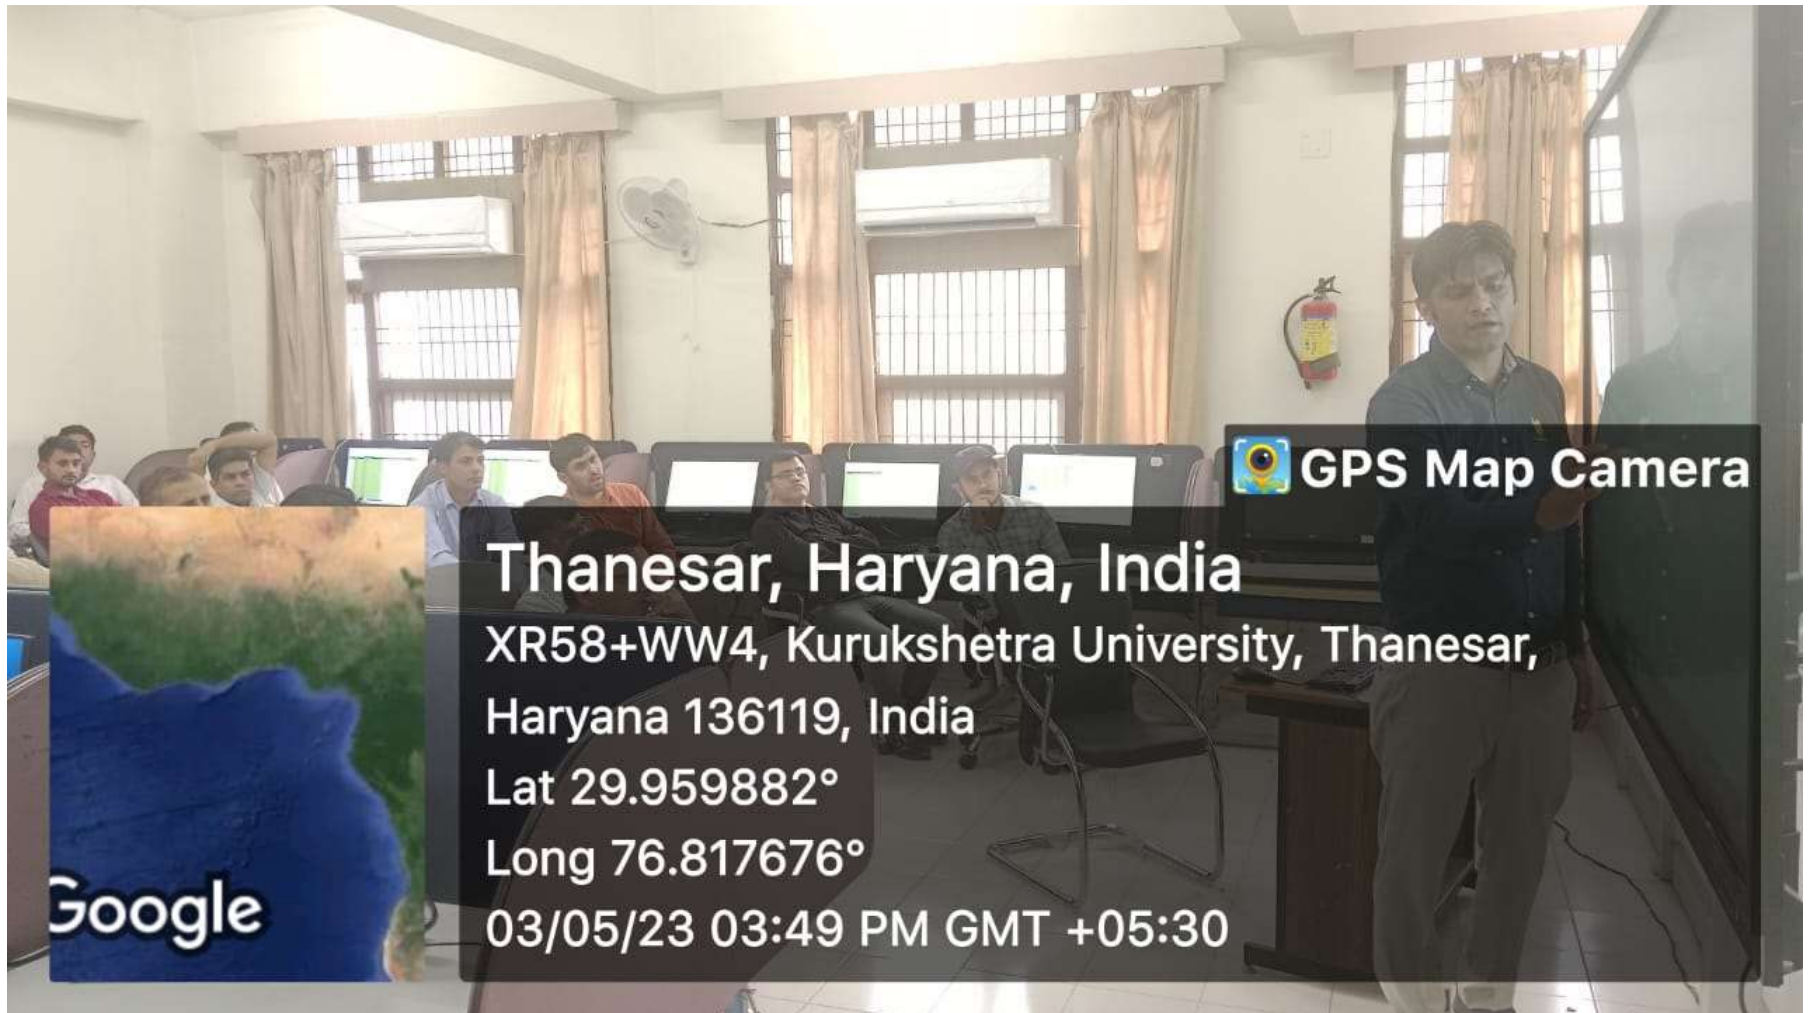 GPS Map Camera
Thanesar, Haryana, India
XR58+WW4, Kurukshetra University, Thanesar,
Haryana 136119, India
Lat 29.959882°
Long 76.817676°
03/05/23 03:49 PM GMT +05:30
Google